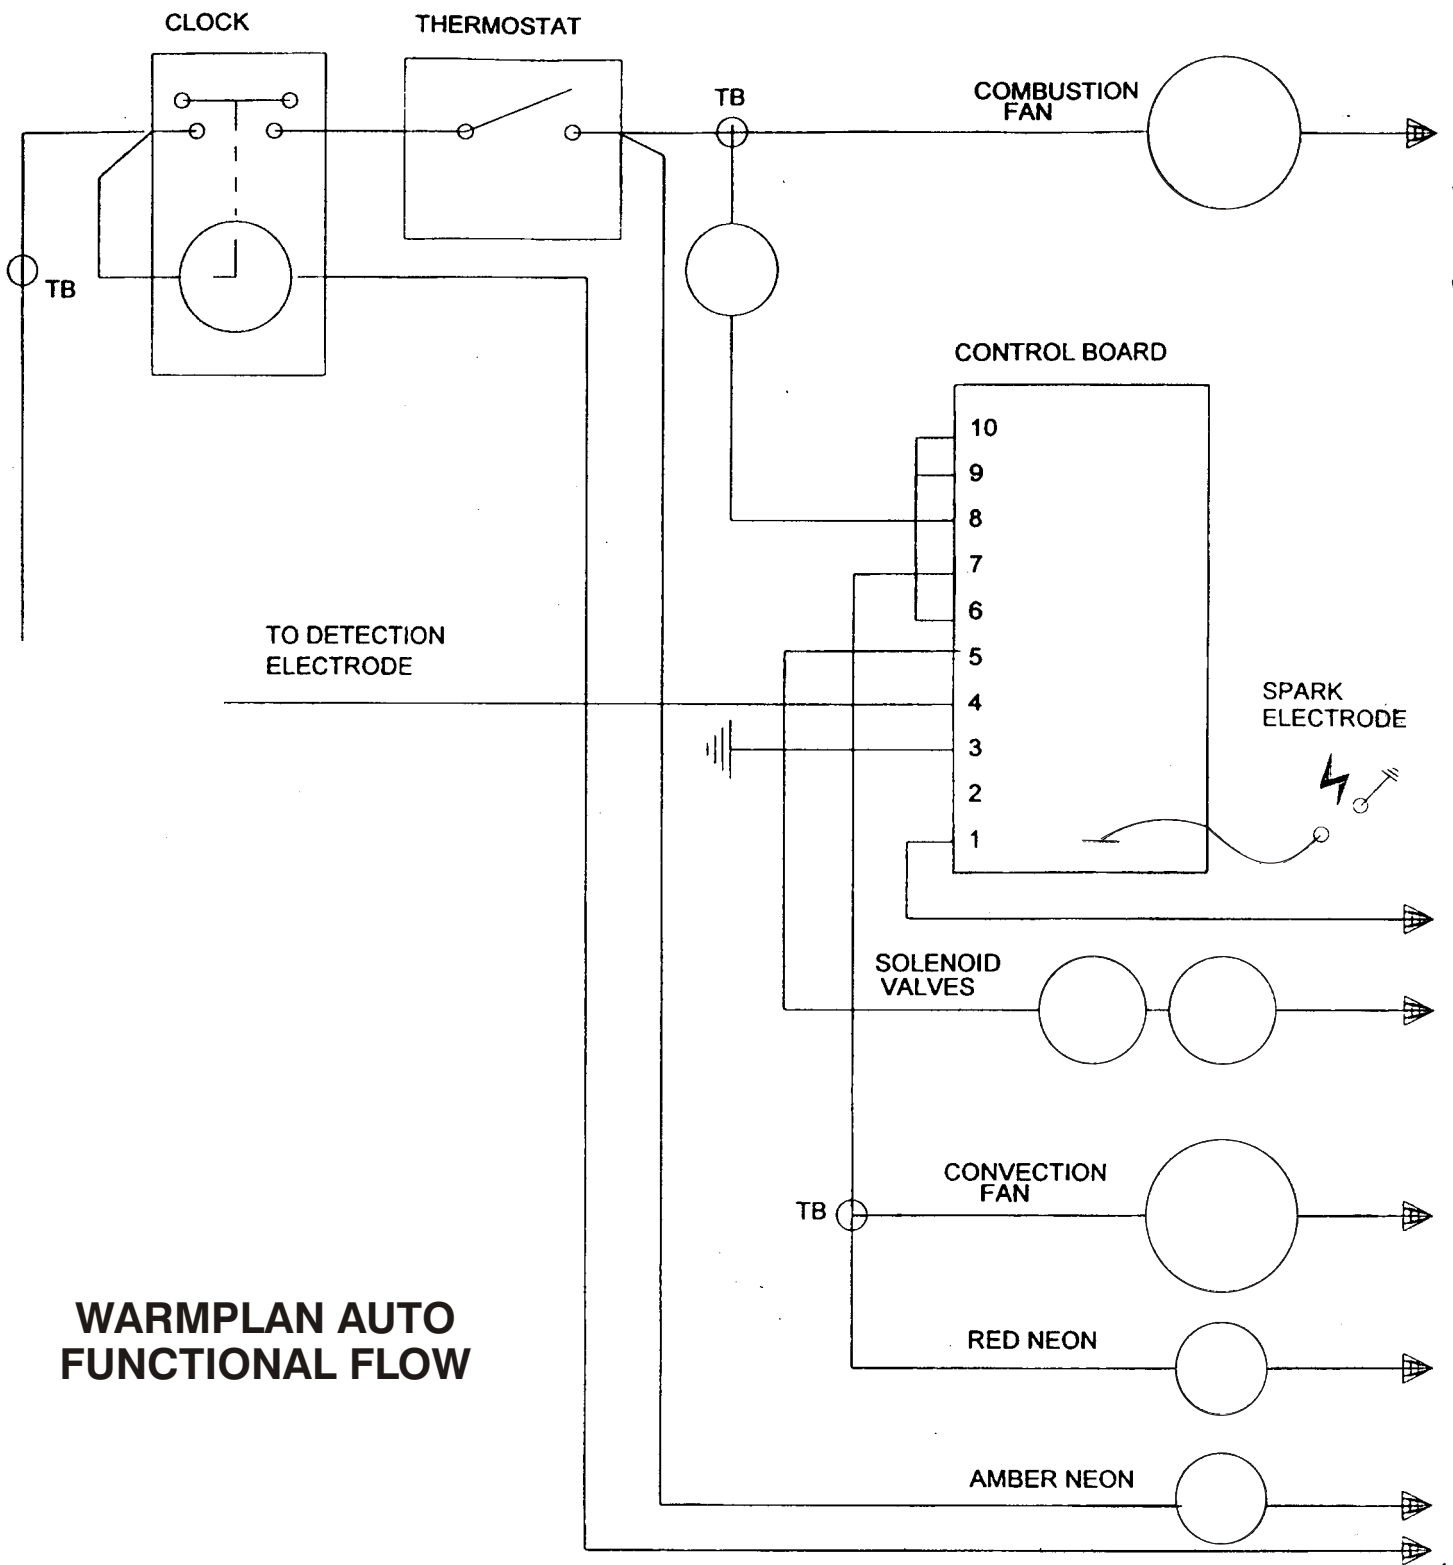 CLOCK
THERMOSTAT
TB
COMBUSTION
FAN
TB
CONTROL BOARD
10
9
8
7
6
5
4
3
2
1
TO DETECTION
ELECTRODE
SPARK
ELECTRODE
SOLENOID
VALVES
CONVECTION
FAN
TB
RED NEON
AMBER NEON
WARMPLAN AUTO
FUNCTIONAL FLOW